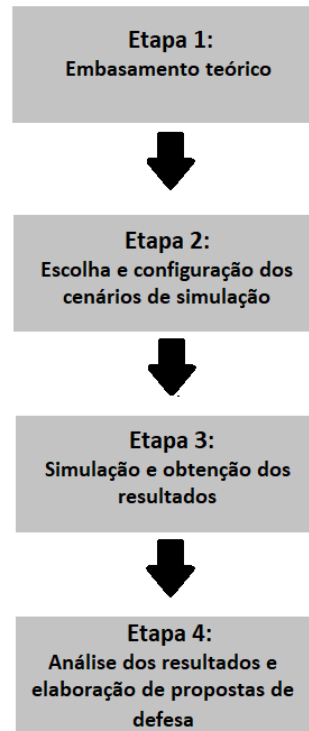 Etapa 1:
Embasamento teórico
Etapa 2:
Escolha e configuração dos
cenários de simulação
Etapa 3:
Simulação e obtenção dos
resultados
Etapa 4:
Análise dos resultados e
elaboração de propostas de
defesa